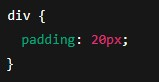 div {
  padding: 20px;
}